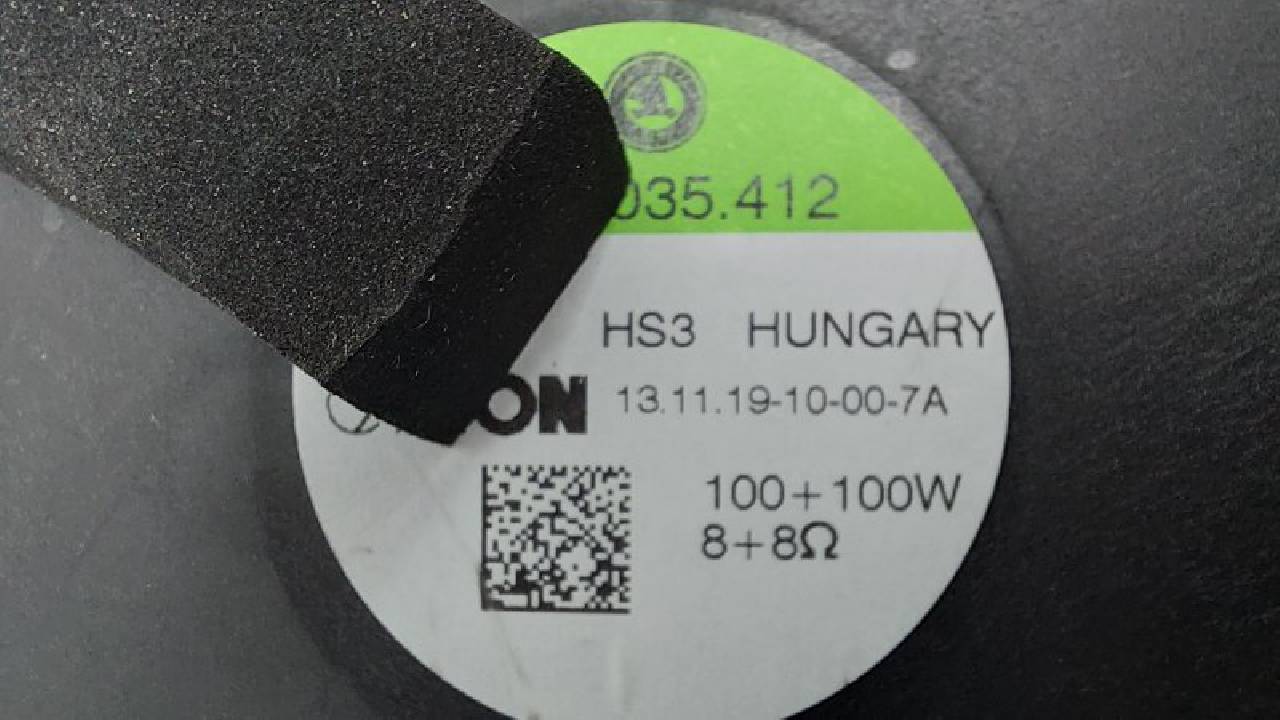 035.412
HS3 HUNGARY
ON 13.11.19-10-00-7A
100+100W
8+8Ω